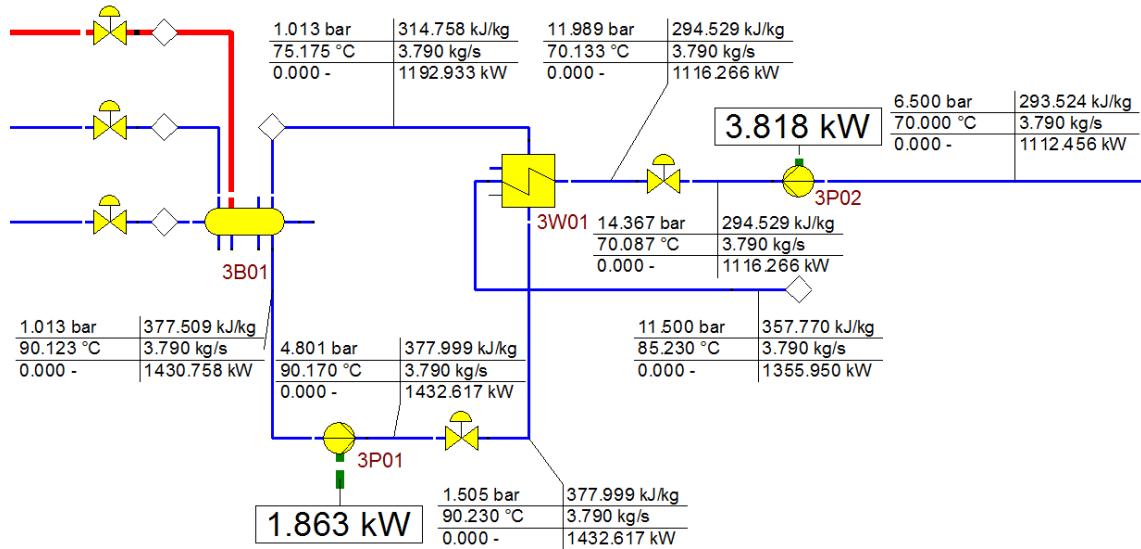 1.013 bar 314.758 kJ/kg
75.175 °C 3.790 kg/s
0.000 - 1192.933 kW
11.989 bar 294.529 kJ/kg
70.133 °C 3.790 kg/s
0.000 - 1116.266 kW
6.500 bar 293.524 kJ/kg
70.000 °C 3.790 kg/s
0.000 - 1112.456 kW
3.818 kW
3P02
3W01
14.367 bar 294.529 kJ/kg
70.087 °C 3.790 kg/s
0.000 - 1116.266 kW
3B01
1.013 bar 377.509 kJ/kg
90.123 °C 3.790 kg/s
0.000 - 1430.758 kW
4.801 bar 377.999 kJ/kg
90.170 °C 3.790 kg/s
0.000 - 1432.617 kW
11.500 bar 357.770 kJ/kg
85.230 °C 3.790 kg/s
0.000 - 1355.950 kW
3P01
1.863 kW
1.505 bar 377.999 kJ/kg
90.230 °C 3.790 kg/s
0.000 - 1432.617 kW